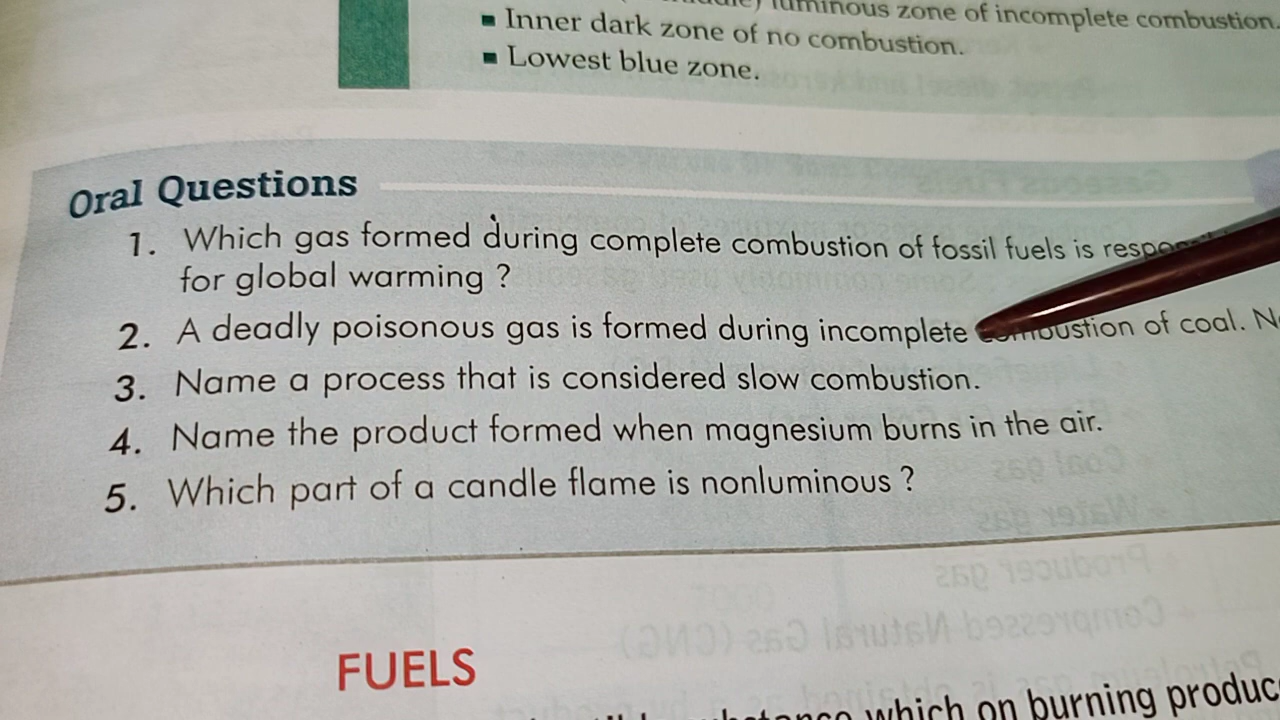 luminous zone of incomplete combustion.
▪ Inner dark zone of no combustion.
▪ Lowest blue zone.
Oral Questions
1. Which gas formed during complete combustion of fossil fuels is
for global warming ?
2. A deadly poisonous gas is formed during incomplete combustion of coal.
3. Name a process that is considered slow combustion.
4. Name the product formed when magnesium burns in the air.
5. Which part of a candle flame is nonluminous ?
FUELS
which on burning